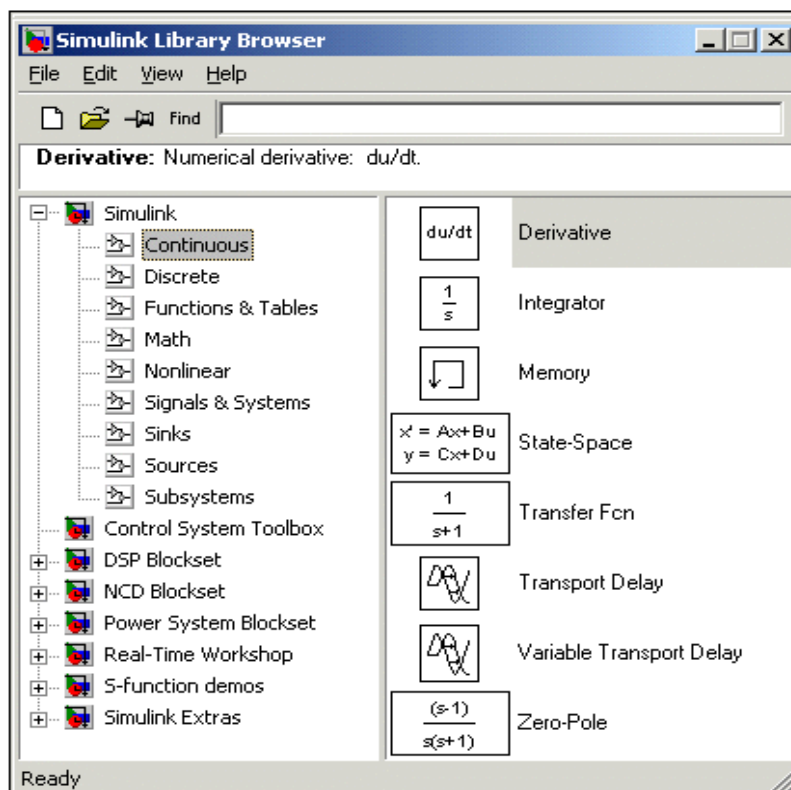 Simulink Library Browser
File Edit View Help
Find
Derivative: Numerical derivative: du/dt.
Simulink
Continuous
Discrete
Functions & Tables
Math
Nonlinear
Signals & Systems
Sinks
Sources
Subsystems
Control System Toolbox
DSP Blockset
NCD Blockset
Power System Blockset
Real-Time Workshop
S-function demos
Simulink Extras
du/dt Derivative
1
s
Integrator
Memory
x' = Ax+Bu
y = Cx+Du
State-Space
1
s+1
Transfer Fcn
Transport Delay
Variable Transport Delay
(s-1)
s(s+1)
Zero-Pole
Ready